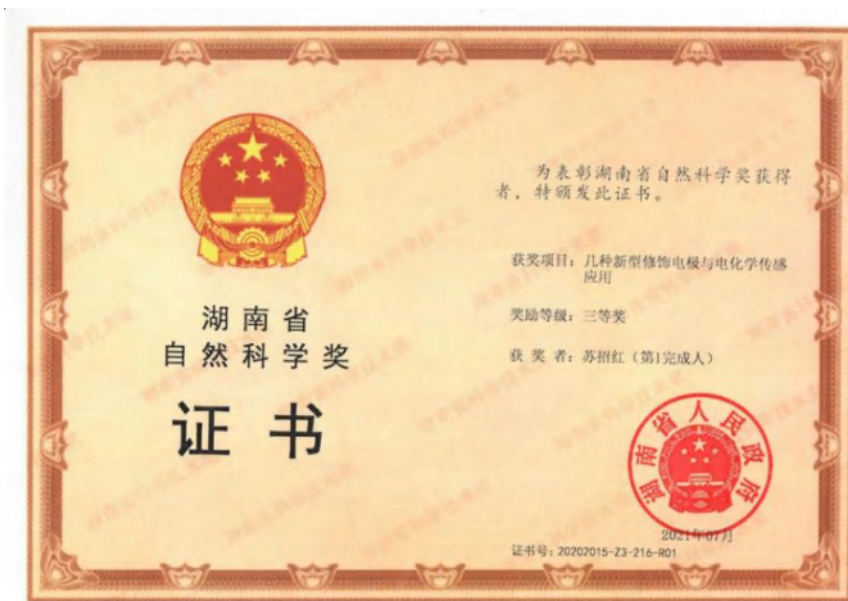 湖南省
自然科学奖
证书
为表彰湖南省自然科学奖获得
者，特颁发此证书。
获奖项目：几种新型修饰电极与电化学传感
应用
奖励等级：三等奖
获 奖 者：苏招红（第1完成人）
湖南省人民政府
2021年07月
证书号：20202015-Z3-216-R01